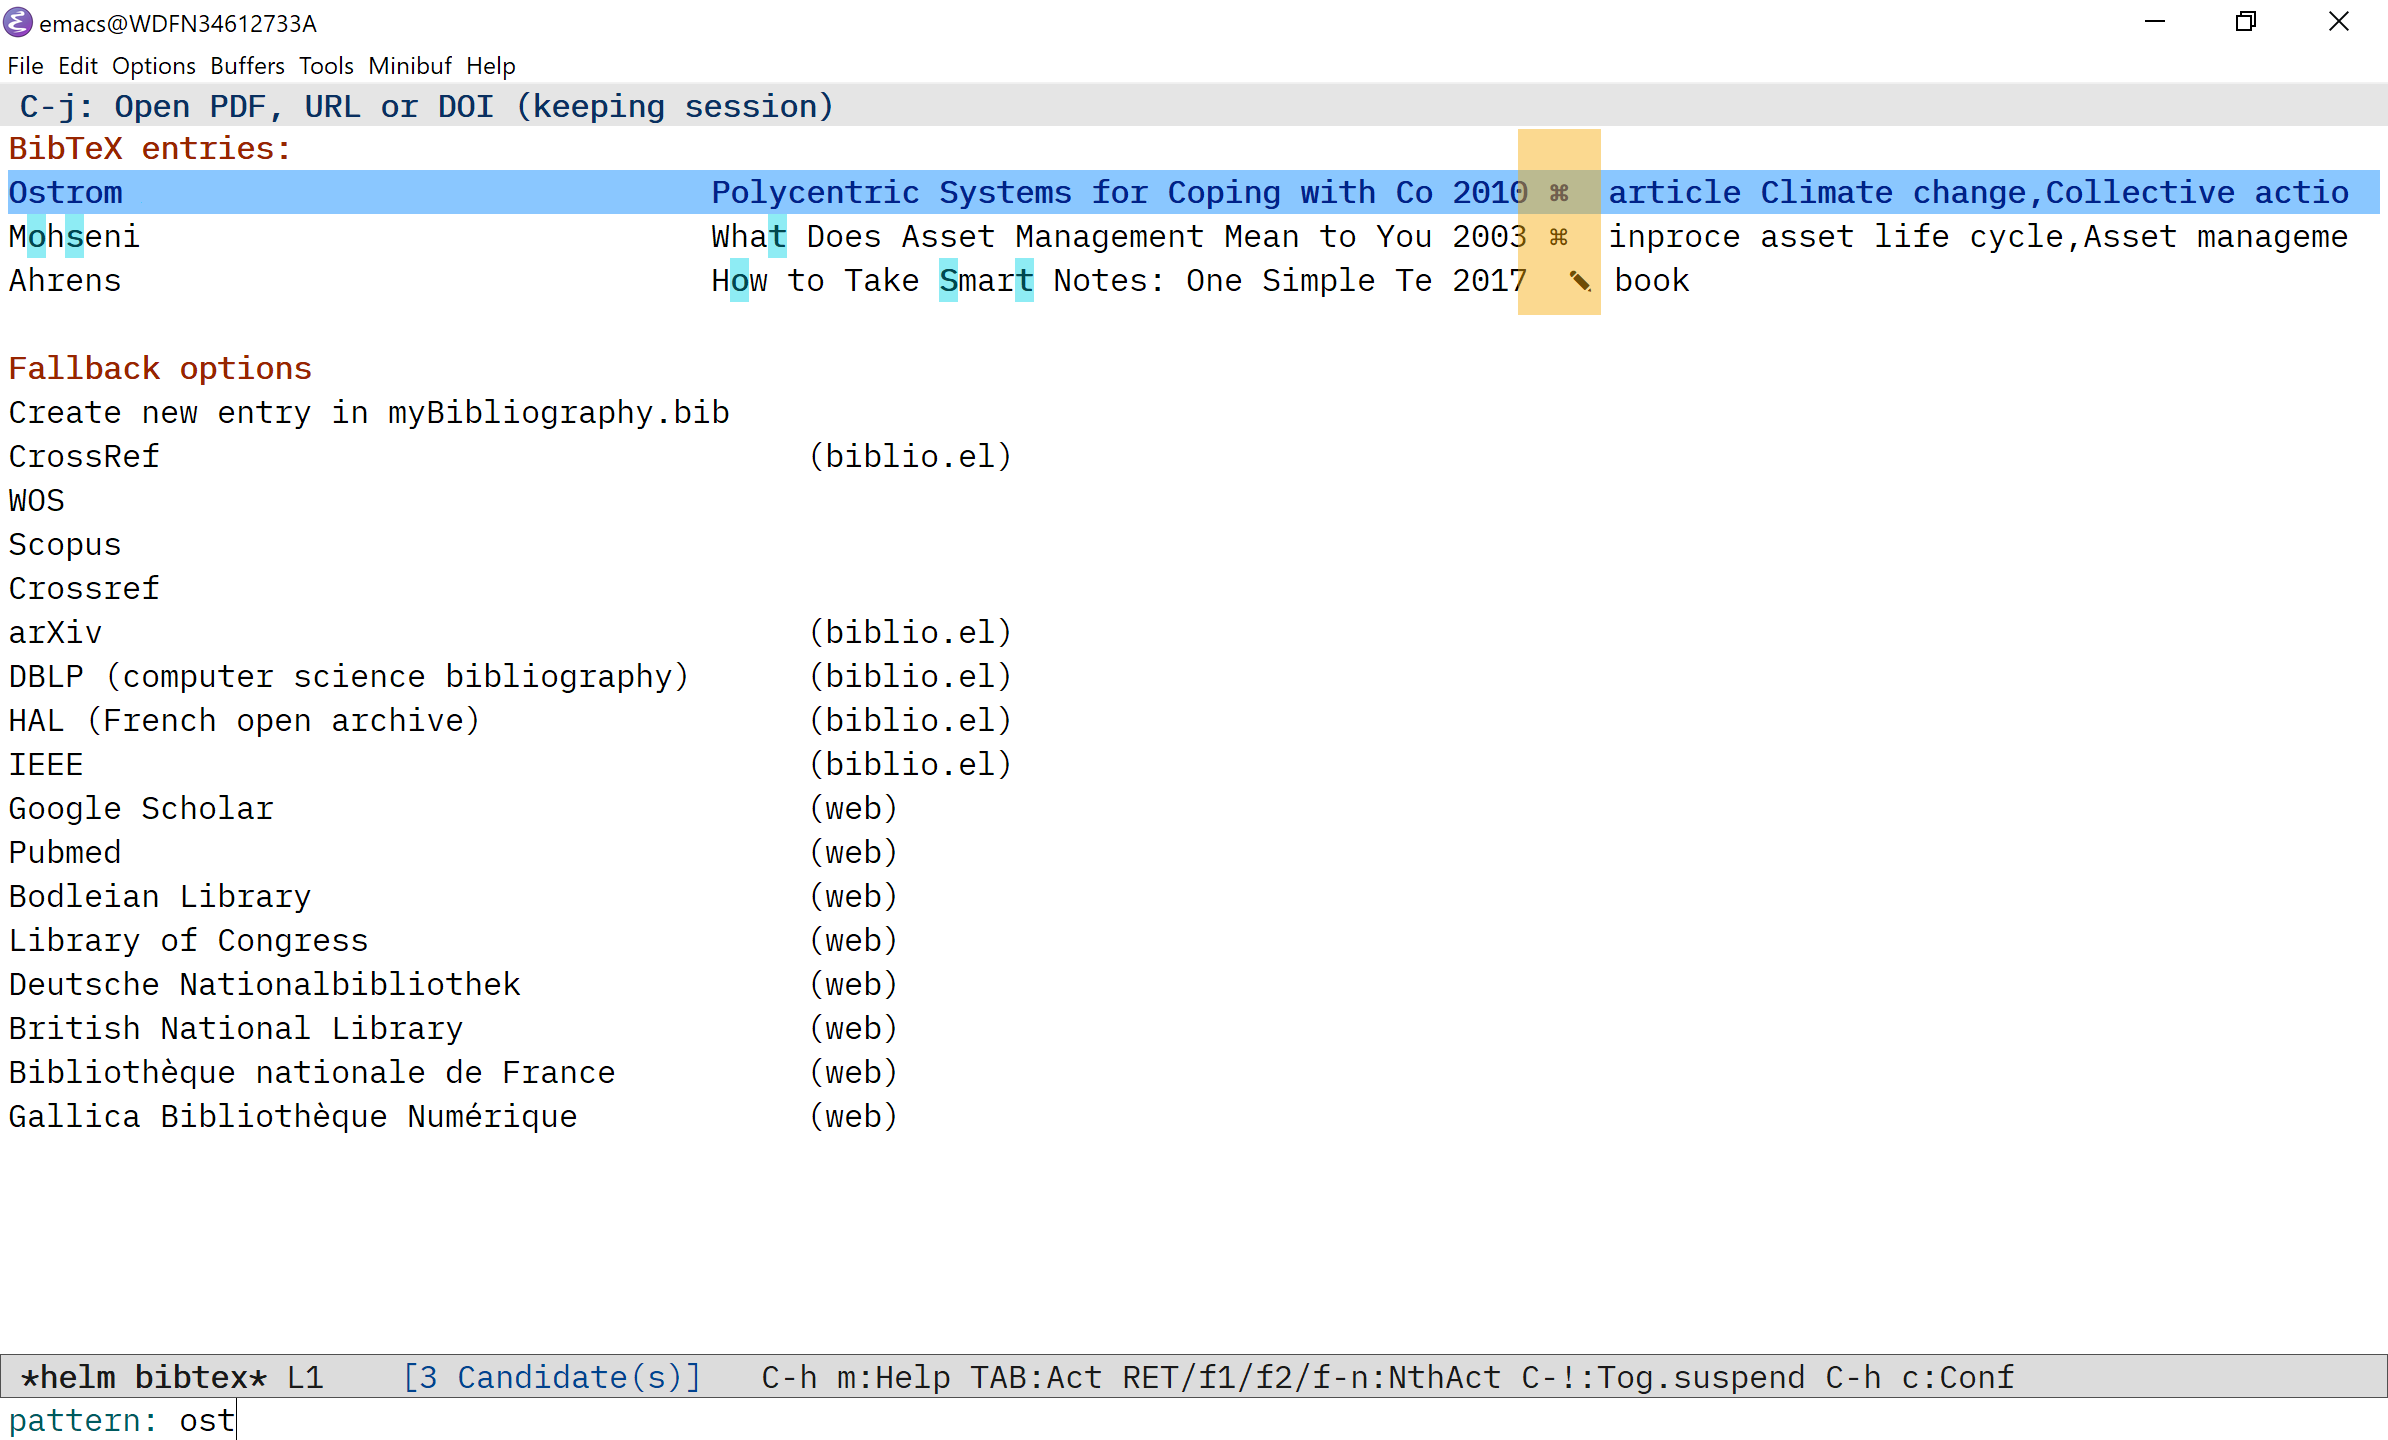 emacs@WDFN34612733A
File Edit Options Buffers Tools Minibuf Help
C-j: Open PDF, URL or DOI (keeping session)
BibTeX entries:
Ostrom Polycentric Systems for Coping with Co 2010 ⌘ article Climate change,Collective actio
Mohseni What Does Asset Management Mean to You 2003 ⌘ inproce asset life cycle,Asset manageme
Ahrens How to Take Smart Notes: One Simple Te 2017 ✎ book
Fallback options
Create new entry in myBibliography.bib
CrossRef (biblio.el)
WOS
Scopus
Crossref
arXiv (biblio.el)
DBLP (computer science bibliography) (biblio.el)
HAL (French open archive) (biblio.el)
IEEE (biblio.el)
Google Scholar (web)
Pubmed (web)
Bodleian Library (web)
Library of Congress (web)
Deutsche Nationalbibliothek (web)
British National Library (web)
Bibliothèque nationale de France (web)
Gallica Bibliothèque Numérique (web)
*helm bibtex* L1 [3 Candidate(s)] C-h m:Help TAB:Act RET/f1/f2/f-n:NthAct C-!:Tog.suspend C-h c:Conf
pattern: ost